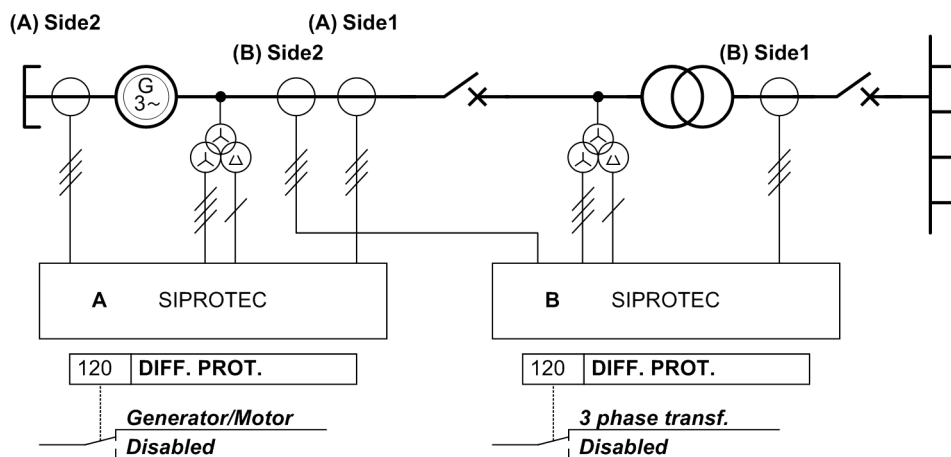 (A) Side2
(A) Side1
(B) Side2
(B) Side1
G
3~
A SIPROTEC
B SIPROTEC
120 DIFF. PROT.
120 DIFF. PROT.
Generator/Motor
Disabled
3 phase transf.
Disabled